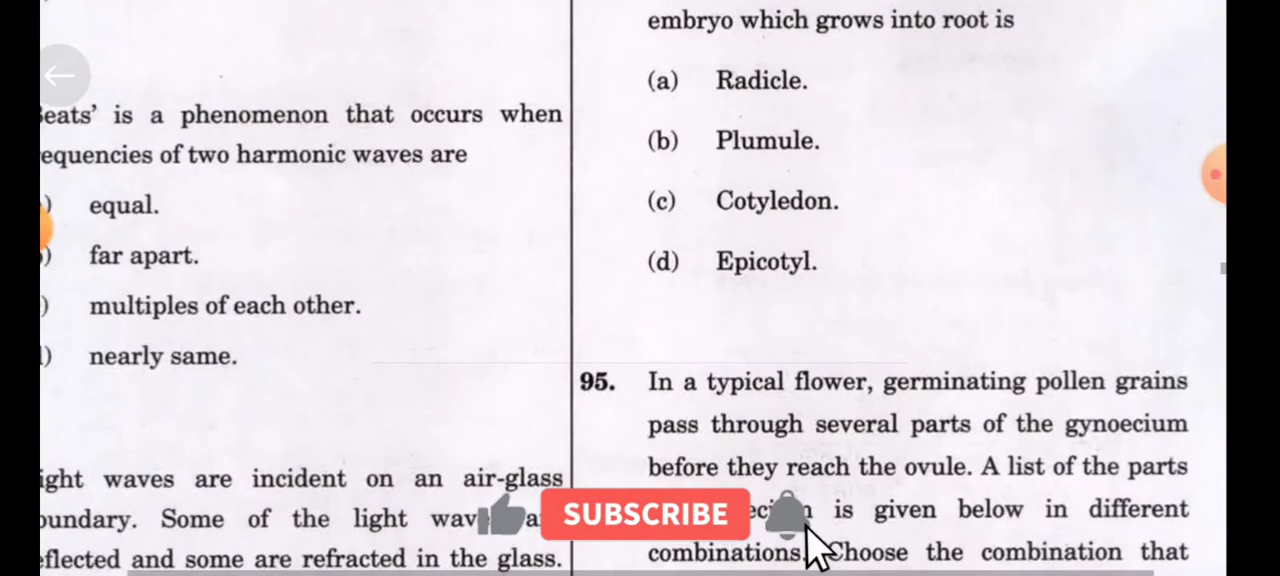 'Beats' is a phenomenon that occurs when
equencies of two harmonic waves are
equal.
far apart.
multiples of each other.
nearly same.
ight waves are incident on an air-glass
oundary. Some of the light
eflected and some are refracted in the glass.
embryo which grows into root is
(a) Radicle.
(b) Plumule.
(c) Cotyledon.
(d) Epicotyl.
95. In a typical flower, germinating pollen grains
pass through several parts of the gynoecium
before they reach the ovule. A list of the parts
is given below in different
combinations. Choose the combination that
SUBSCRIBE